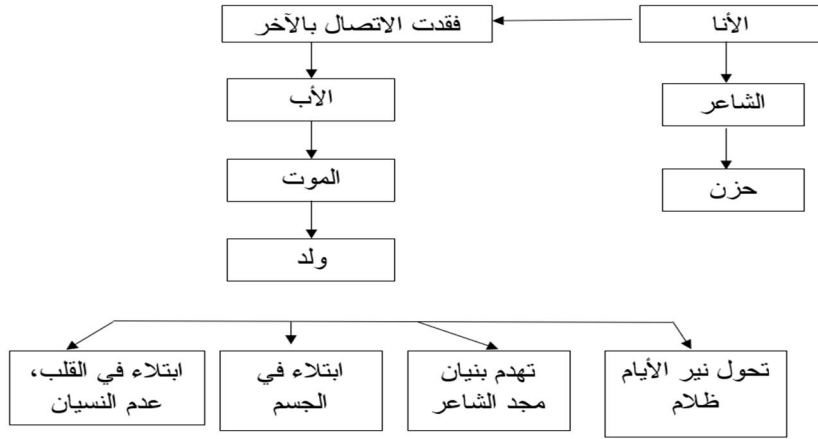 الأنا
فقدت الاتصال بالآخر
الشاعر
الأب
حزن
الموت
ولد
تحول نير الأيام
ظلام
تهدم بنيان
مجد الشاعر
ابتلاء في
الجسم
ابتلاء في القلب،
عدم النسيان